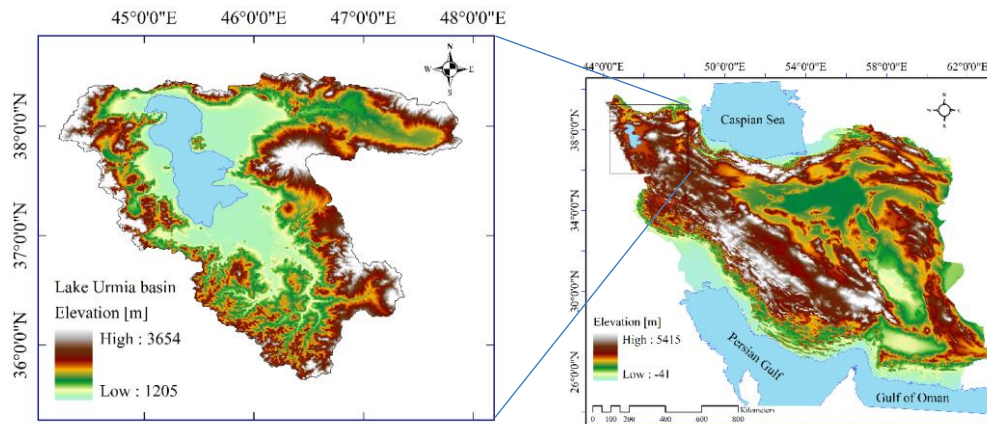 45°0'0"E 46°0'0"E 47°0'0"E 48°0'0"E
38°0'0"N
37°0'0"N
36°0'0"N
N
W E
S
Lake Urmia basin
Elevation [m]
High : 3654
Low : 1205
44°0'0"E 50°0'0"E 54°0'0"E 58°0'0"E 62°0'0"E
38°0'0"N
34°0'0"N
30°0'0"N
26°0'0"N
Caspian Sea
Persian Gulf
Gulf of Oman
Elevation [m]
High : 5415
Low : -41
0 100 200 400 600 800
Kilometers